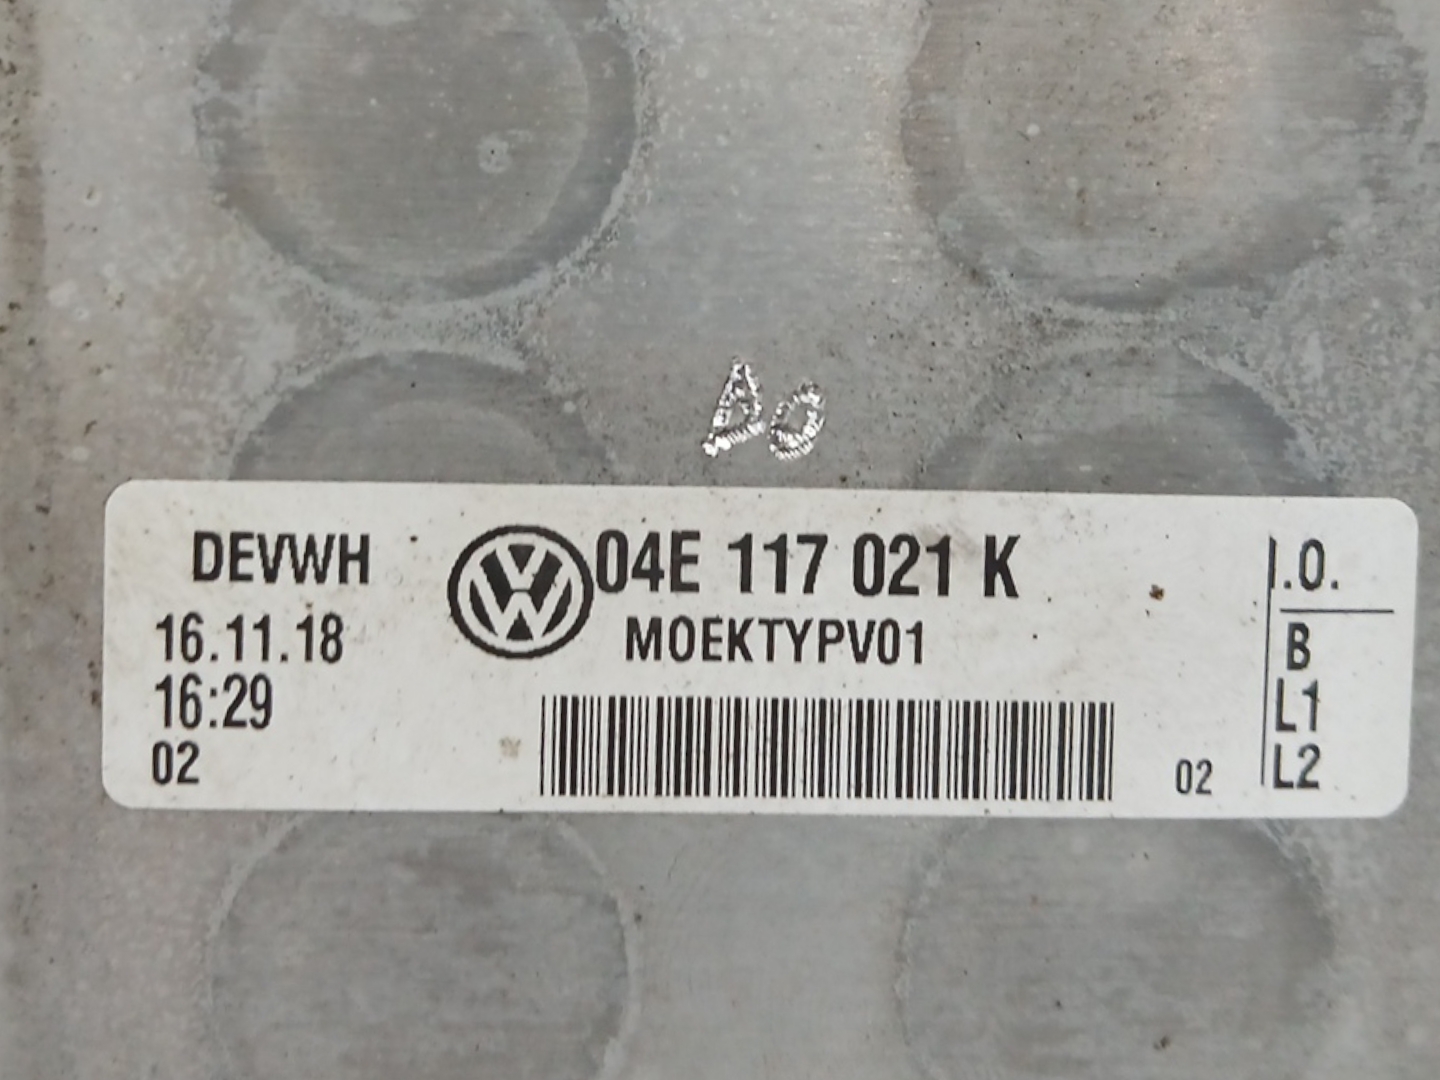 DEVWH
16.11.18
16:29
02
04E 117 021 K
MOEKTYPV01
02
I.O.
B
L1
L2